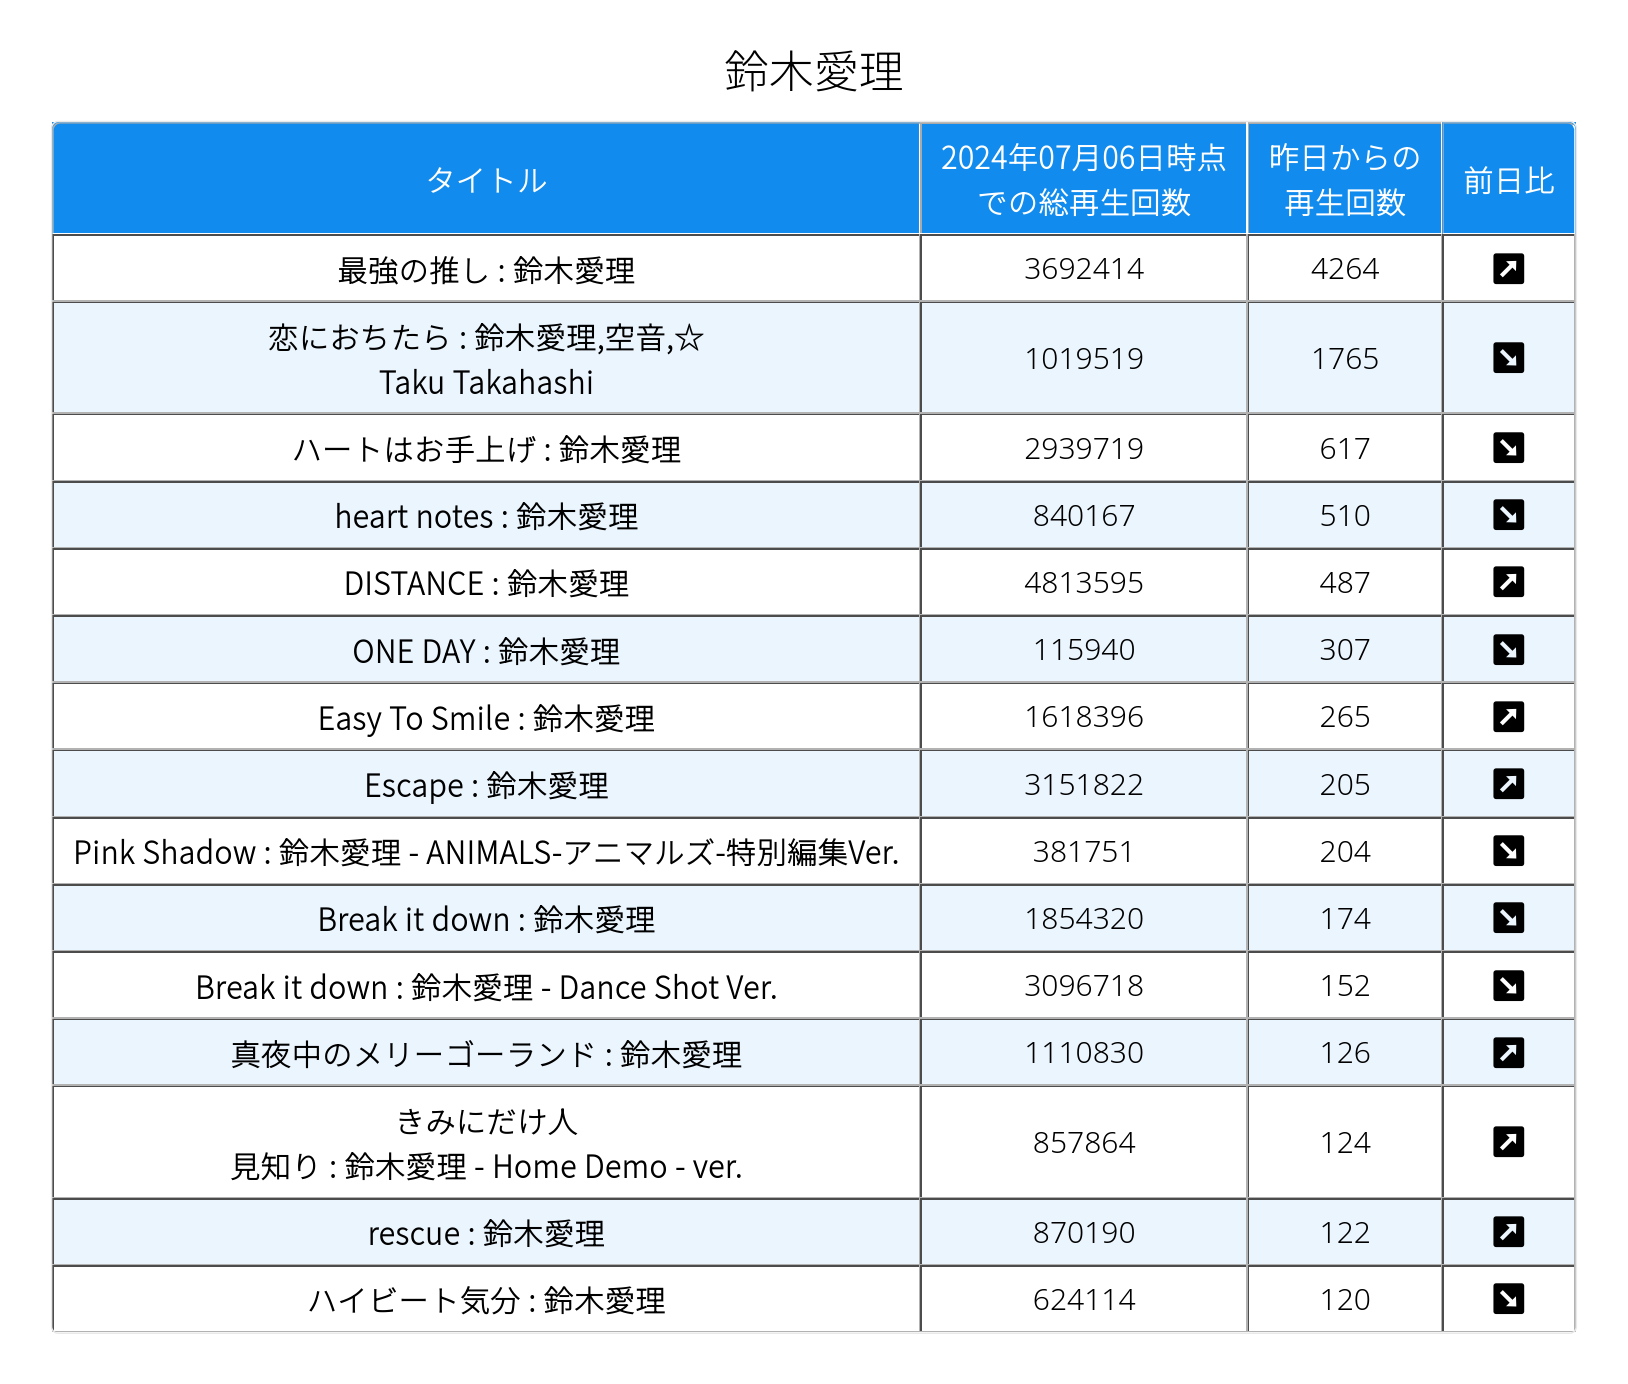 鈴木愛理
タイトル
2024年07月06日時点
での総再生回数
昨日からの
再生回数
前日比
最強の推し : 鈴木愛理
3692414
4264
恋におちたら : 鈴木愛理,空音,☆
Taku Takahashi
1019519
1765
ハートはお手上げ : 鈴木愛理
2939719
617
heart notes : 鈴木愛理
840167
510
DISTANCE : 鈴木愛理
4813595
487
ONE DAY : 鈴木愛理
115940
307
Easy To Smile : 鈴木愛理
1618396
265
Escape : 鈴木愛理
3151822
205
Pink Shadow : 鈴木愛理 - ANIMALS-アニマルズ-特別編集Ver.
381751
204
Break it down : 鈴木愛理
1854320
174
Break it down : 鈴木愛理 - Dance Shot Ver.
3096718
152
真夜中のメリーゴーランド : 鈴木愛理
1110830
126
きみにだけ人
見知り : 鈴木愛理 - Home Demo - ver.
857864
124
rescue : 鈴木愛理
870190
122
ハイビート気分 : 鈴木愛理
624114
120